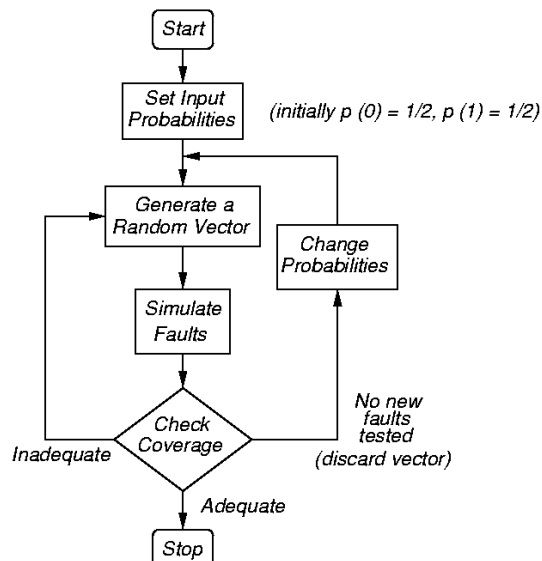 Start
Set Input
Probabilities
(initially p (0) = 1/2, p (1) = 1/2)
Generate a
Random Vector
Change
Probabilities
Simulate
Faults
Check
Coverage
No new
faults
tested
(discard vector)
Inadequate
Adequate
Stop